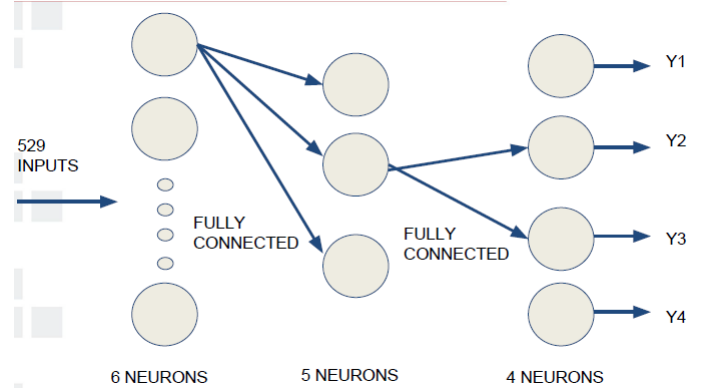 529
INPUTS
FULLY
CONNECTED
FULLY
CONNECTED
Y1
Y2
Y3
Y4
6 NEURONS
5 NEURONS
4 NEURONS